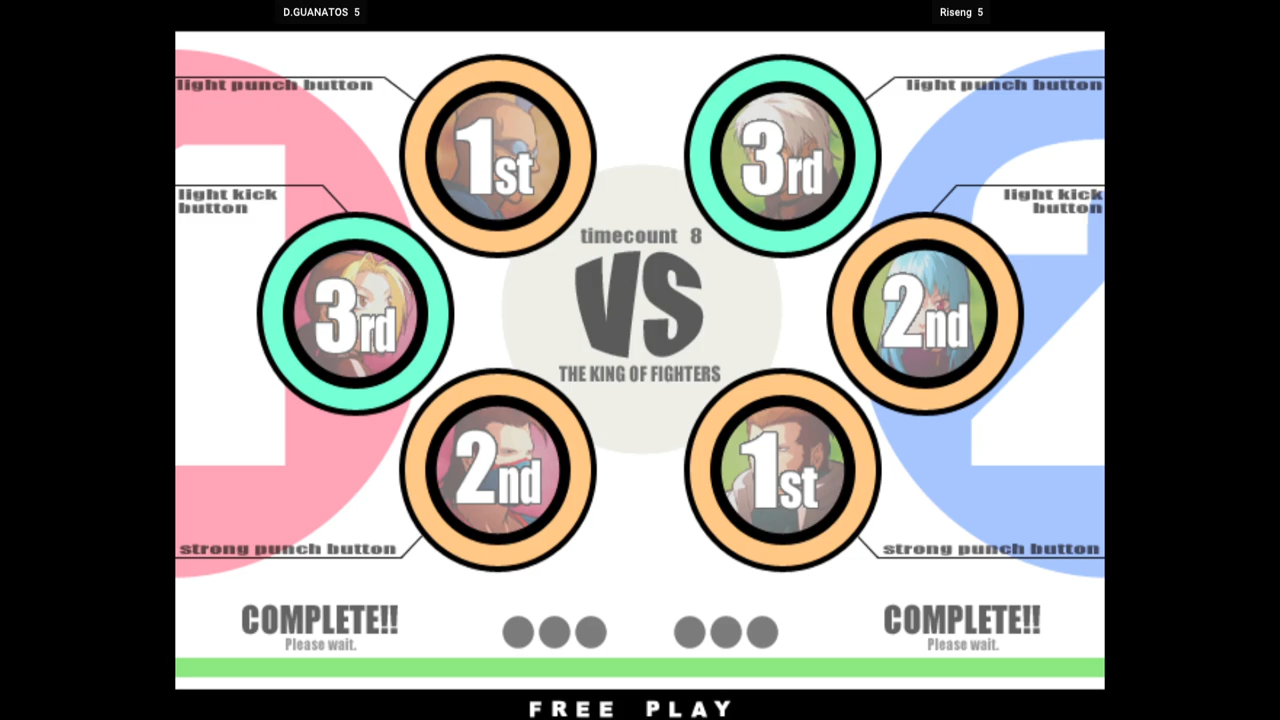 D.GUANATOS 5
Riseng 5
light punch button
light punch button
1st
3rd
light kick
button
light kick
button
timecount 8
VS
THE KING OF FIGHTERS
3rd
2nd
1
2
2nd
1st
strong punch button
strong punch button
COMPLETE!!
Please wait.
COMPLETE!!
Please wait.
FREE PLAY